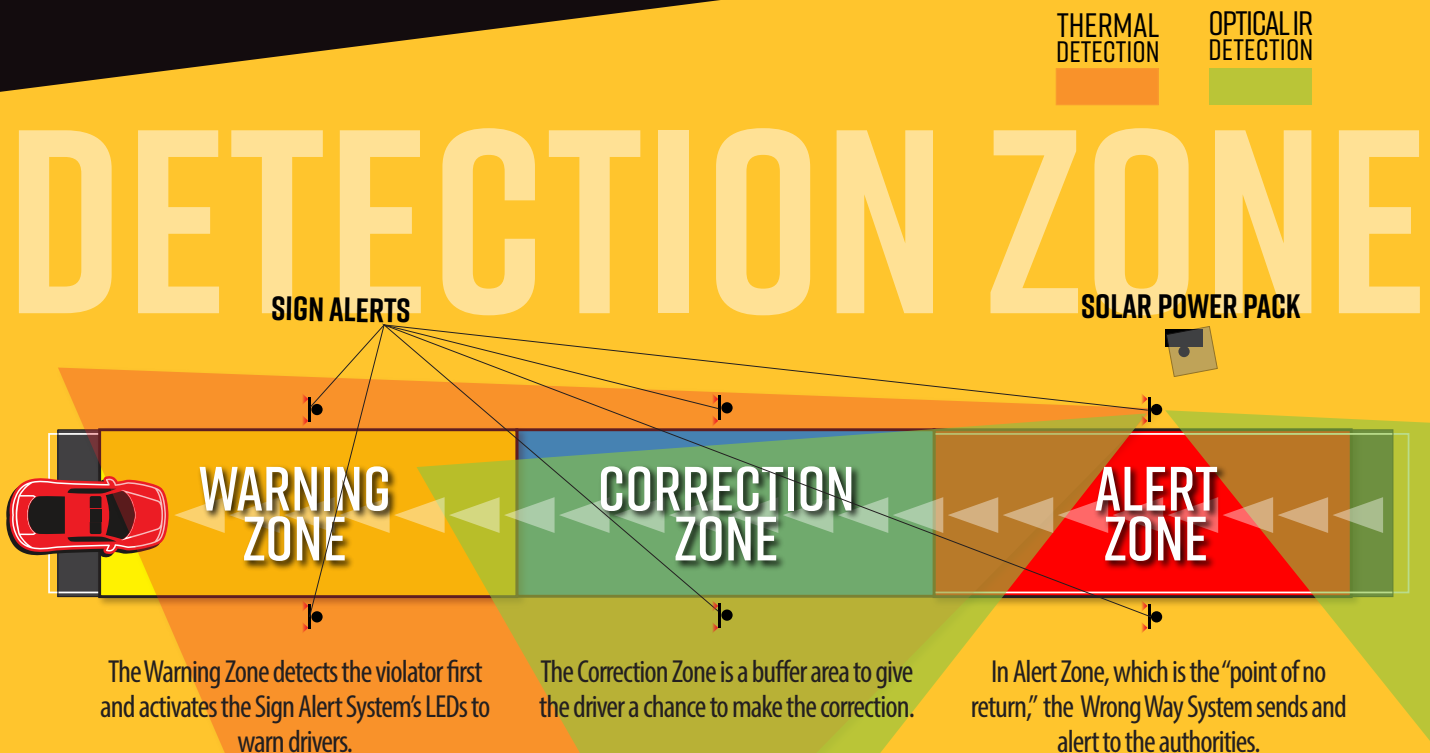 THERMAL
DETECTION
OPTICAL IR
DETECTION
DETECTION ZONE
SIGN ALERTS
SOLAR POWER PACK
WARNING
ZONE
CORRECTION
ZONE
ALERT
ZONE
The Warning Zone detects the violator first
and activates the Sign Alert System's LEDs to
warn drivers.
The Correction Zone is a buffer area to give
the driver a chance to make the correction.
In Alert Zone, which is the “point of no
return,” the Wrong Way System sends and
alert to the authorities.